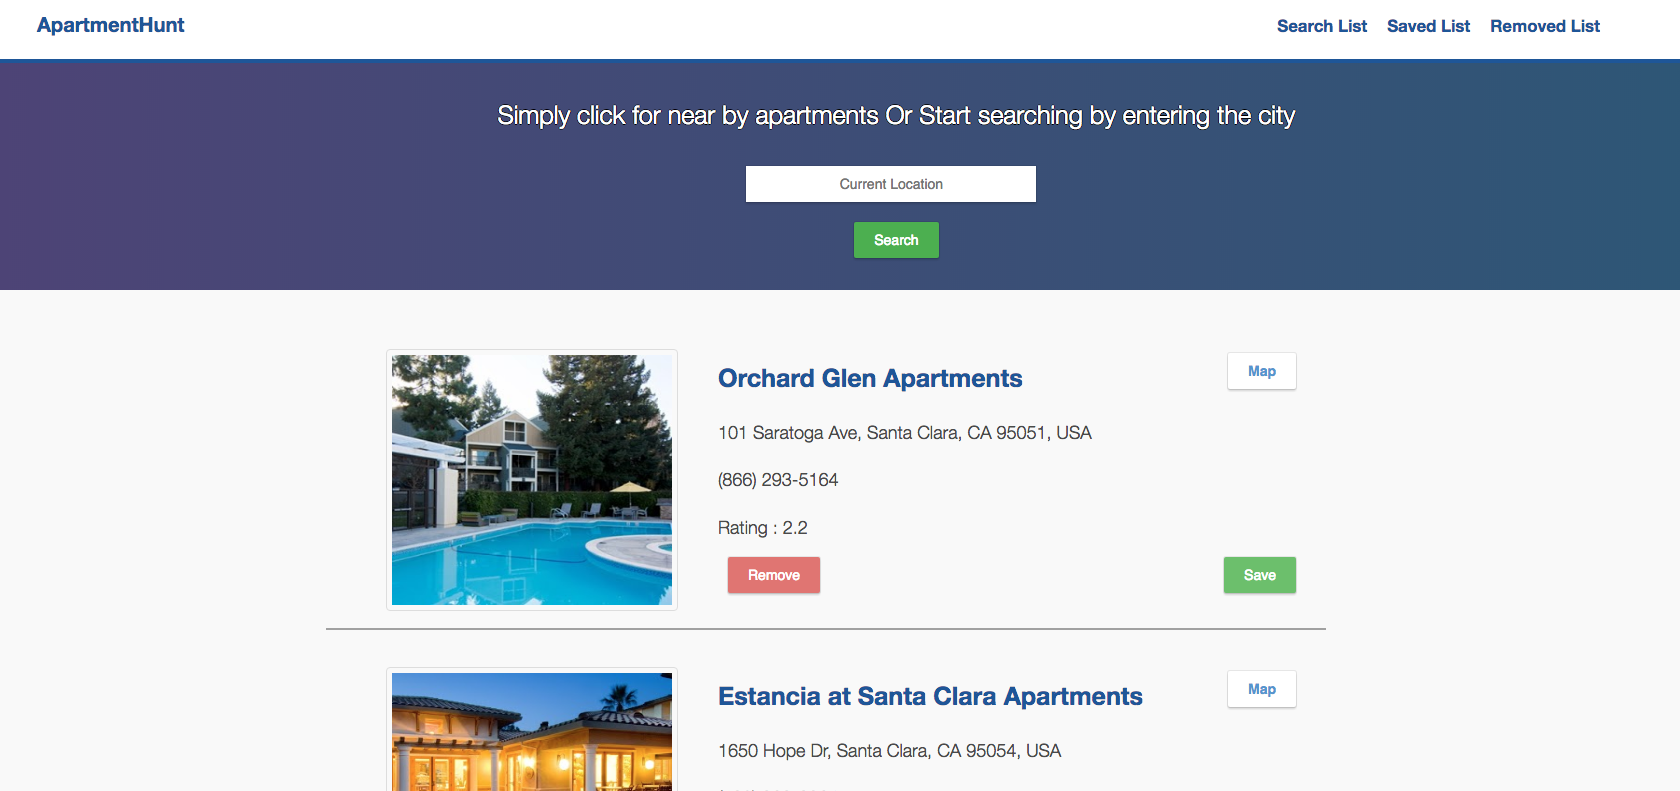 ApartmentHunt
Search List
Saved List
Removed List
Simply click for near by apartments Or Start searching by entering the city
Current Location
Search
Orchard Glen Apartments
Map
101 Saratoga Ave, Santa Clara, CA 95051, USA
(866) 293-5164
Rating : 2.2
Remove
Save
Estancia at Santa Clara Apartments
Map
1650 Hope Dr, Santa Clara, CA 95054, USA